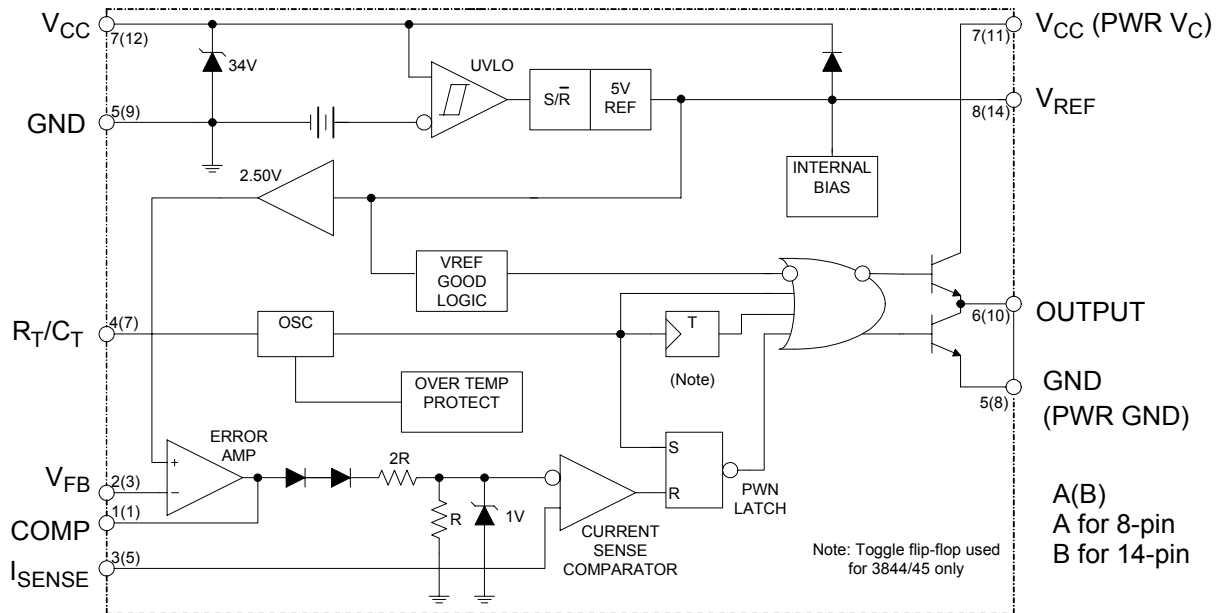 VCC
7(12)
34V
UVLO
S/R̅
5V
REF
7(11)
VCC (PWR VC)
GND
5(9)
8(14)
VREF
2.50V
INTERNAL
BIAS
VREF
GOOD
LOGIC
RT/CT
4(7)
OSC
T
(Note)
6(10)
OUTPUT
OVER TEMP
PROTECT
5(8)
GND
(PWR GND)
ERROR
AMP
+
−
2R
S
R
PWN
LATCH
VFB
2(3)
COMP
1(1)
R
1V
CURRENT
SENSE
COMPARATOR
ISENSE
3(5)
Note: Toggle flip-flop used
for 3844/45 only
A(B)
A for 8-pin
B for 14-pin